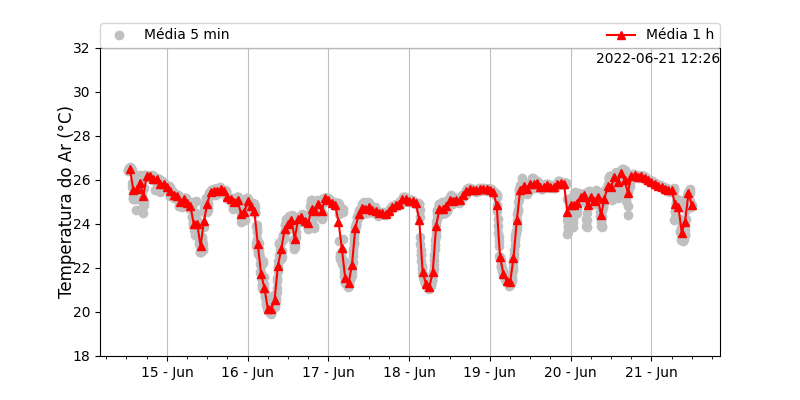 Média 5 min
Média 1 h
2022-06-21 12:26
Temperatura do Ar (°C)
32
30
28
26
24
22
20
18
15 - Jun
16 - Jun
17 - Jun
18 - Jun
19 - Jun
20 - Jun
21 - Jun